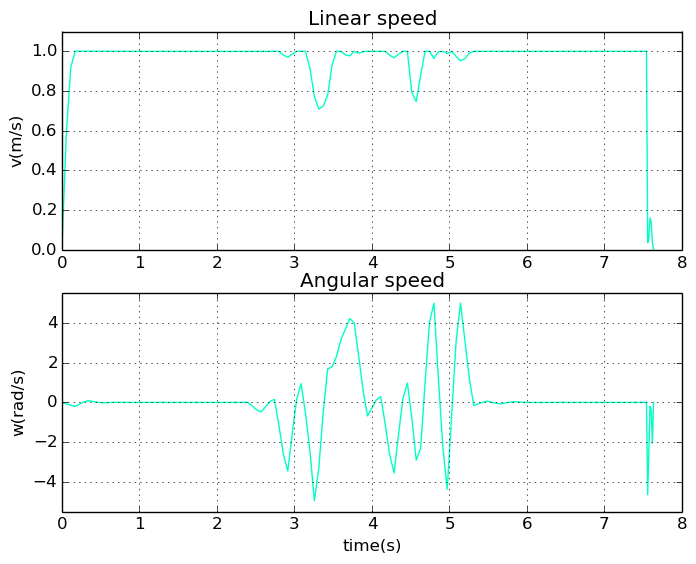 Linear speed
v(m/s)
1.0
0.8
0.6
0.4
0.2
0.0
0 1 2 3 4 5 6 7 8
Angular speed
w(rad/s)
4
2
0
−2
−4
0 1 2 3 4 5 6 7 8
time(s)